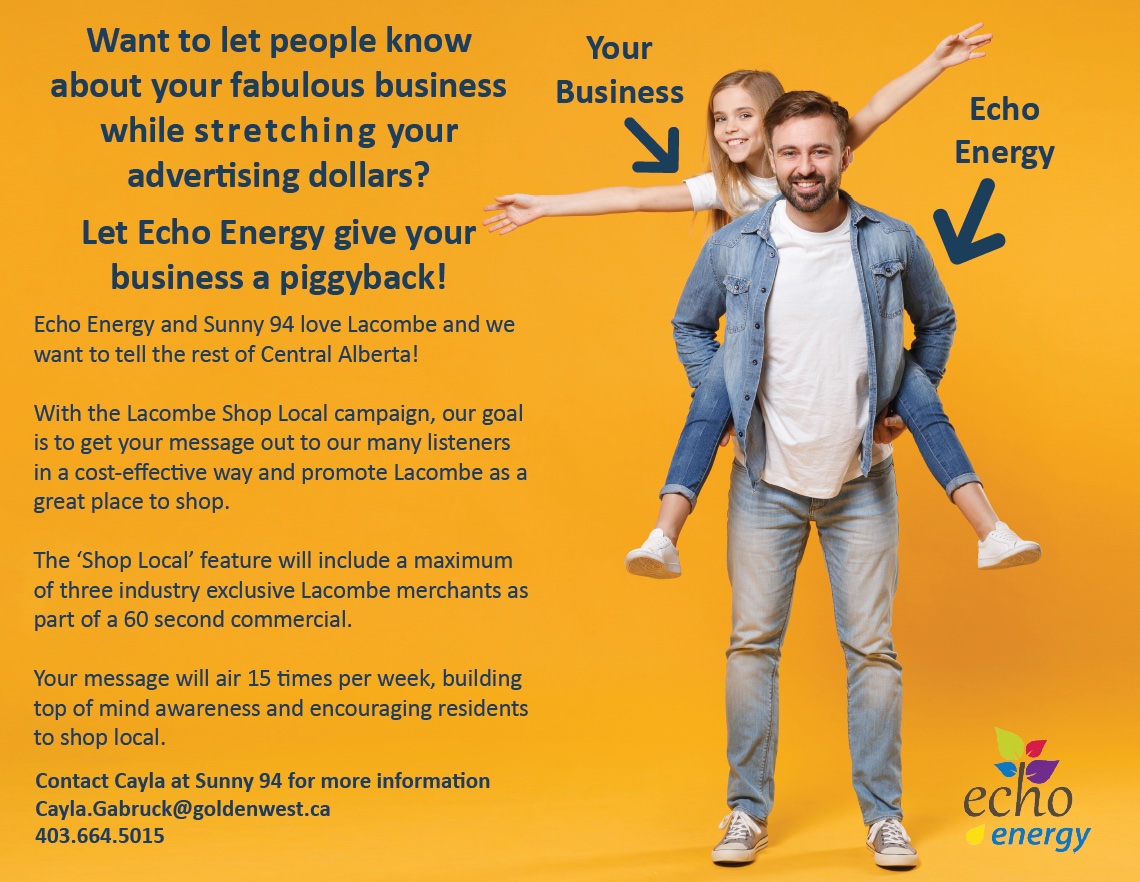 Want to let people know
about your fabulous business
while stretching your
advertising dollars?
Let Echo Energy give your
business a piggyback!
Echo Energy and Sunny 94 love Lacombe and we
want to tell the rest of Central Alberta!
With the Lacombe Shop Local campaign, our goal
is to get your message out to our many listeners
in a cost-effective way and promote Lacombe as a
great place to shop.
The ‘Shop Local’ feature will include a maximum
of three industry exclusive Lacombe merchants as
part of a 60 second commercial.
Your message will air 15 times per week, building
top of mind awareness and encouraging residents
to shop local.
Contact Cayla at Sunny 94 for more information
Cayla.Gabruck@goldenwest.ca
403.664.5015
Your
Business
Echo
Energy
echo
energy